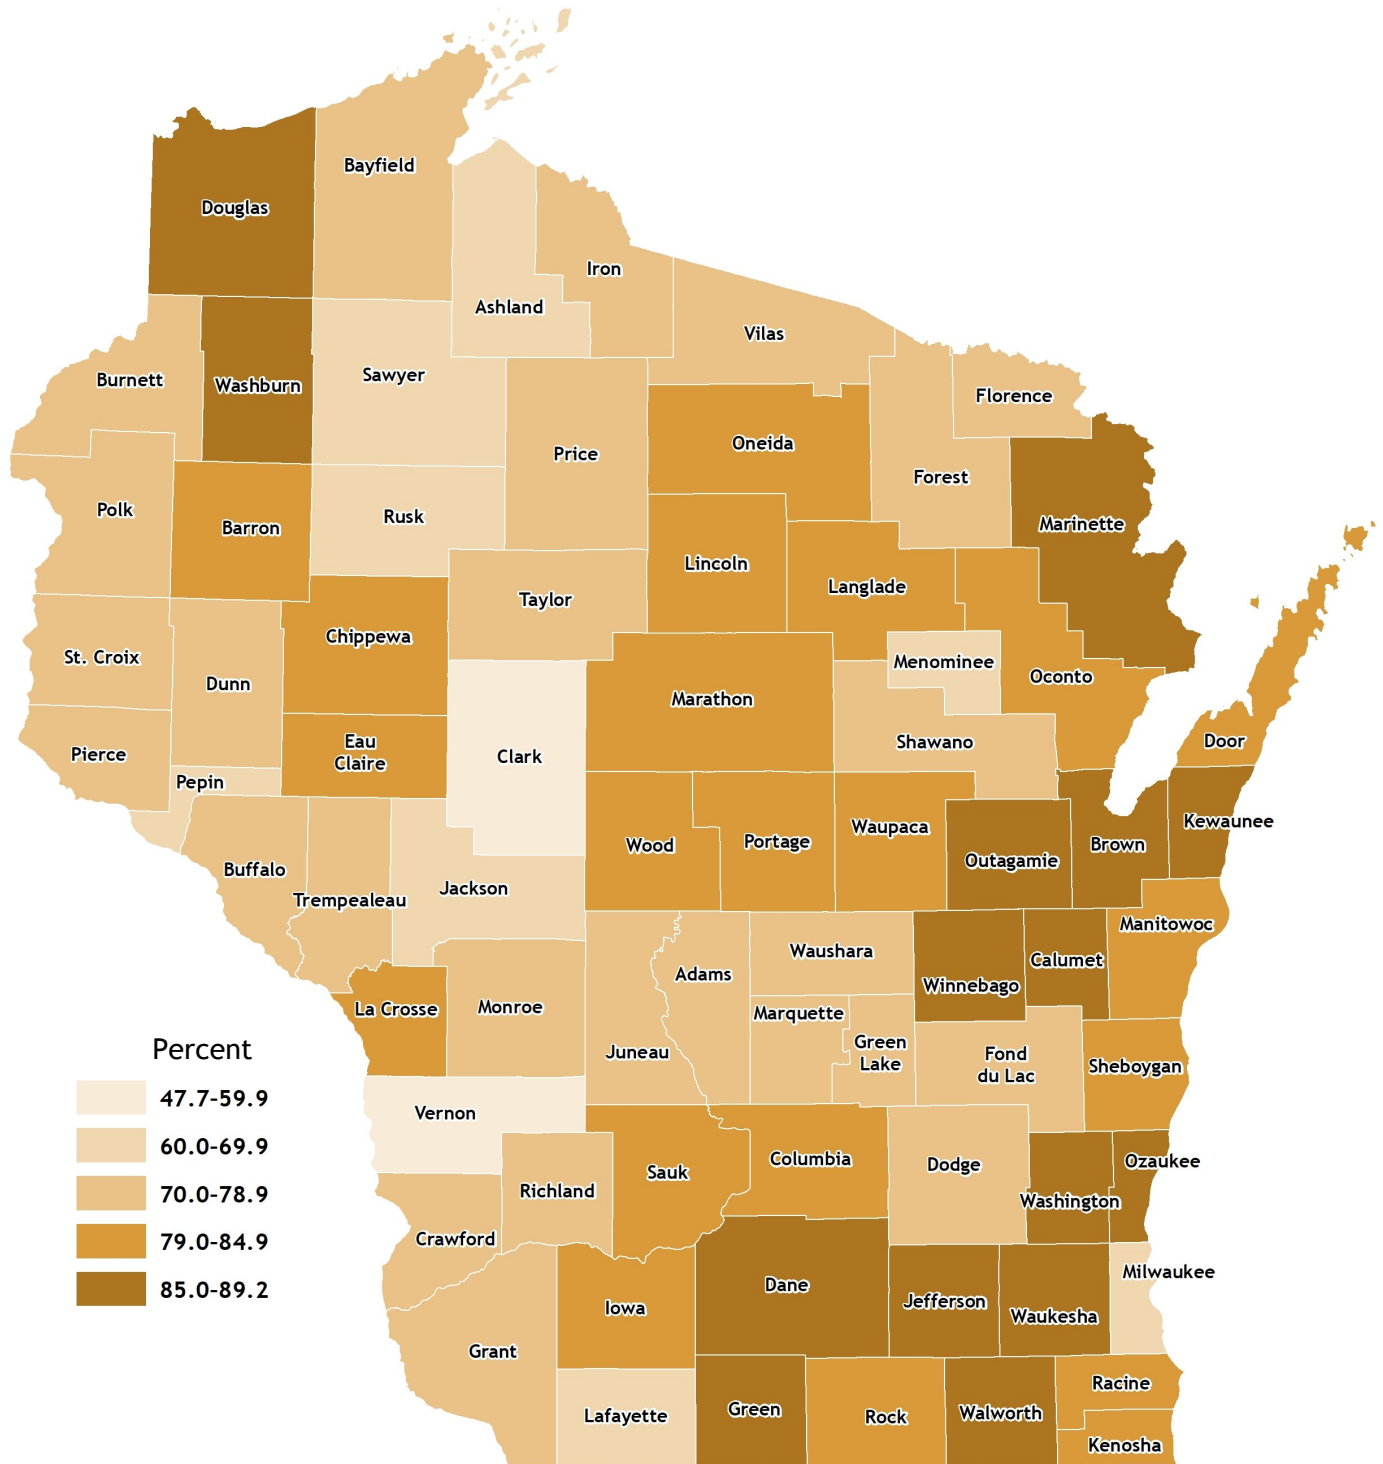 Bayfield
Douglas
Iron
Ashland
Vilas
Sawyer
Burnett
Washburn
Florence
Oneida
Price
Forest
Polk
Rusk
Marinette
Barron
Lincoln
Langlade
Taylor
Chippewa
St. Croix
Menominee
Oconto
Dunn
Marathon
Eau
Claire
Shawano
Door
Pierce
Clark
Pepin
Kewaunee
Waupaca
Portage
Wood
Brown
Outagamie
Buffalo
Jackson
Trempealeau
Manitowoc
Waushara
Calumet
Adams
Winnebago
La Crosse
Monroe
Marquette
Green
Lake
Juneau
Fond
du Lac
Sheboygan
Percent
47.7-59.9
60.0-69.9
70.0-78.9
79.0-84.9
85.0-89.2
Vernon
Columbia
Dodge
Ozaukee
Sauk
Richland
Washington
Crawford
Milwaukee
Dane
Jefferson
Iowa
Waukesha
Grant
Racine
Green
Walworth
Lafayette
Rock
Kenosha